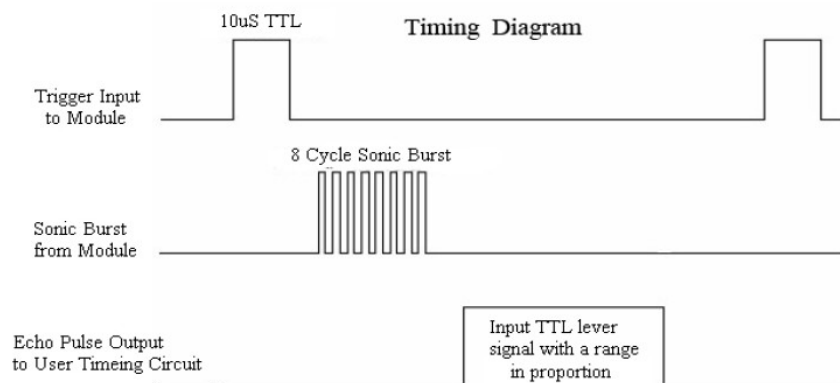 10uS TTL
Timing Diagram
Trigger Input
to Module
8 Cycle Sonic Burst
Sonic Burst
from Module
Echo Pulse Output
to User Timeing Circuit
Input TTL lever
signal with a range
in proportion